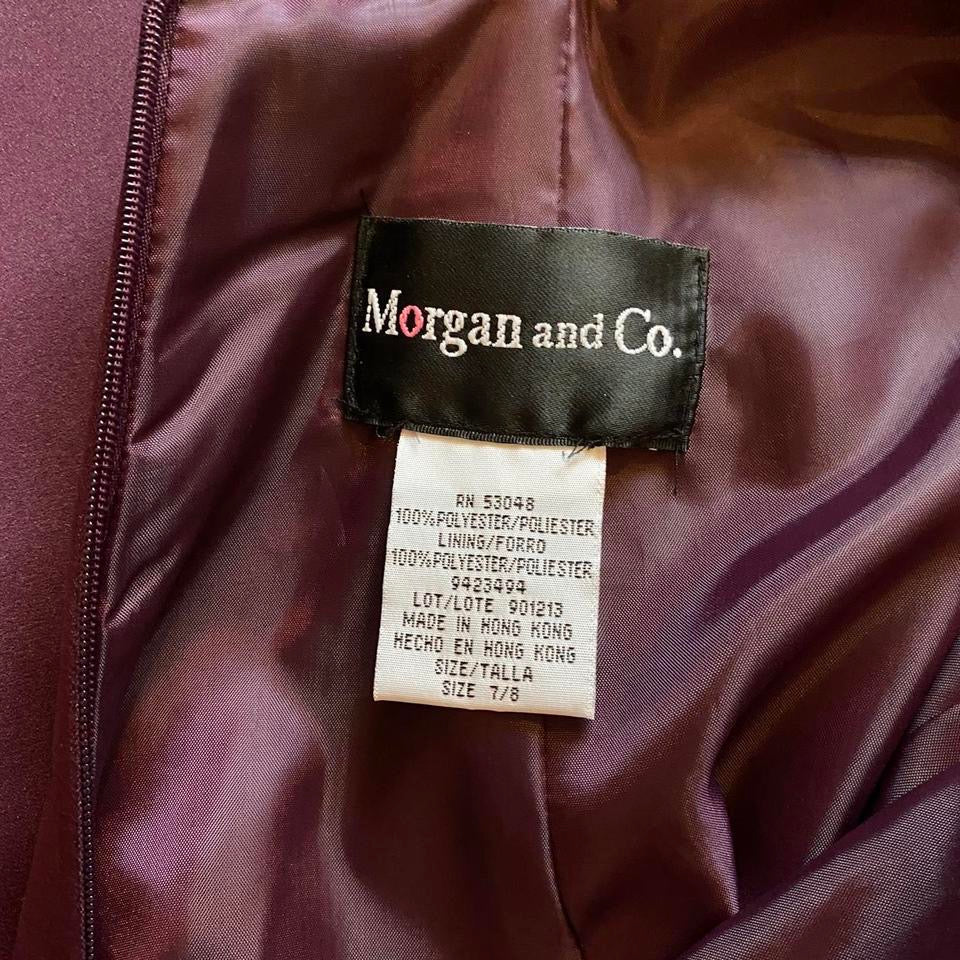 Morgan and Co.
RN 53048
100%POLYESTER/POLIESTER
LINING/FORRO
100%POLYESTER/POLIESTER
9423494
LOT/LOTE 901213
MADE IN HONG KONG
HECHO EN HONG KONG
SIZE/TALLA
SIZE 7/8